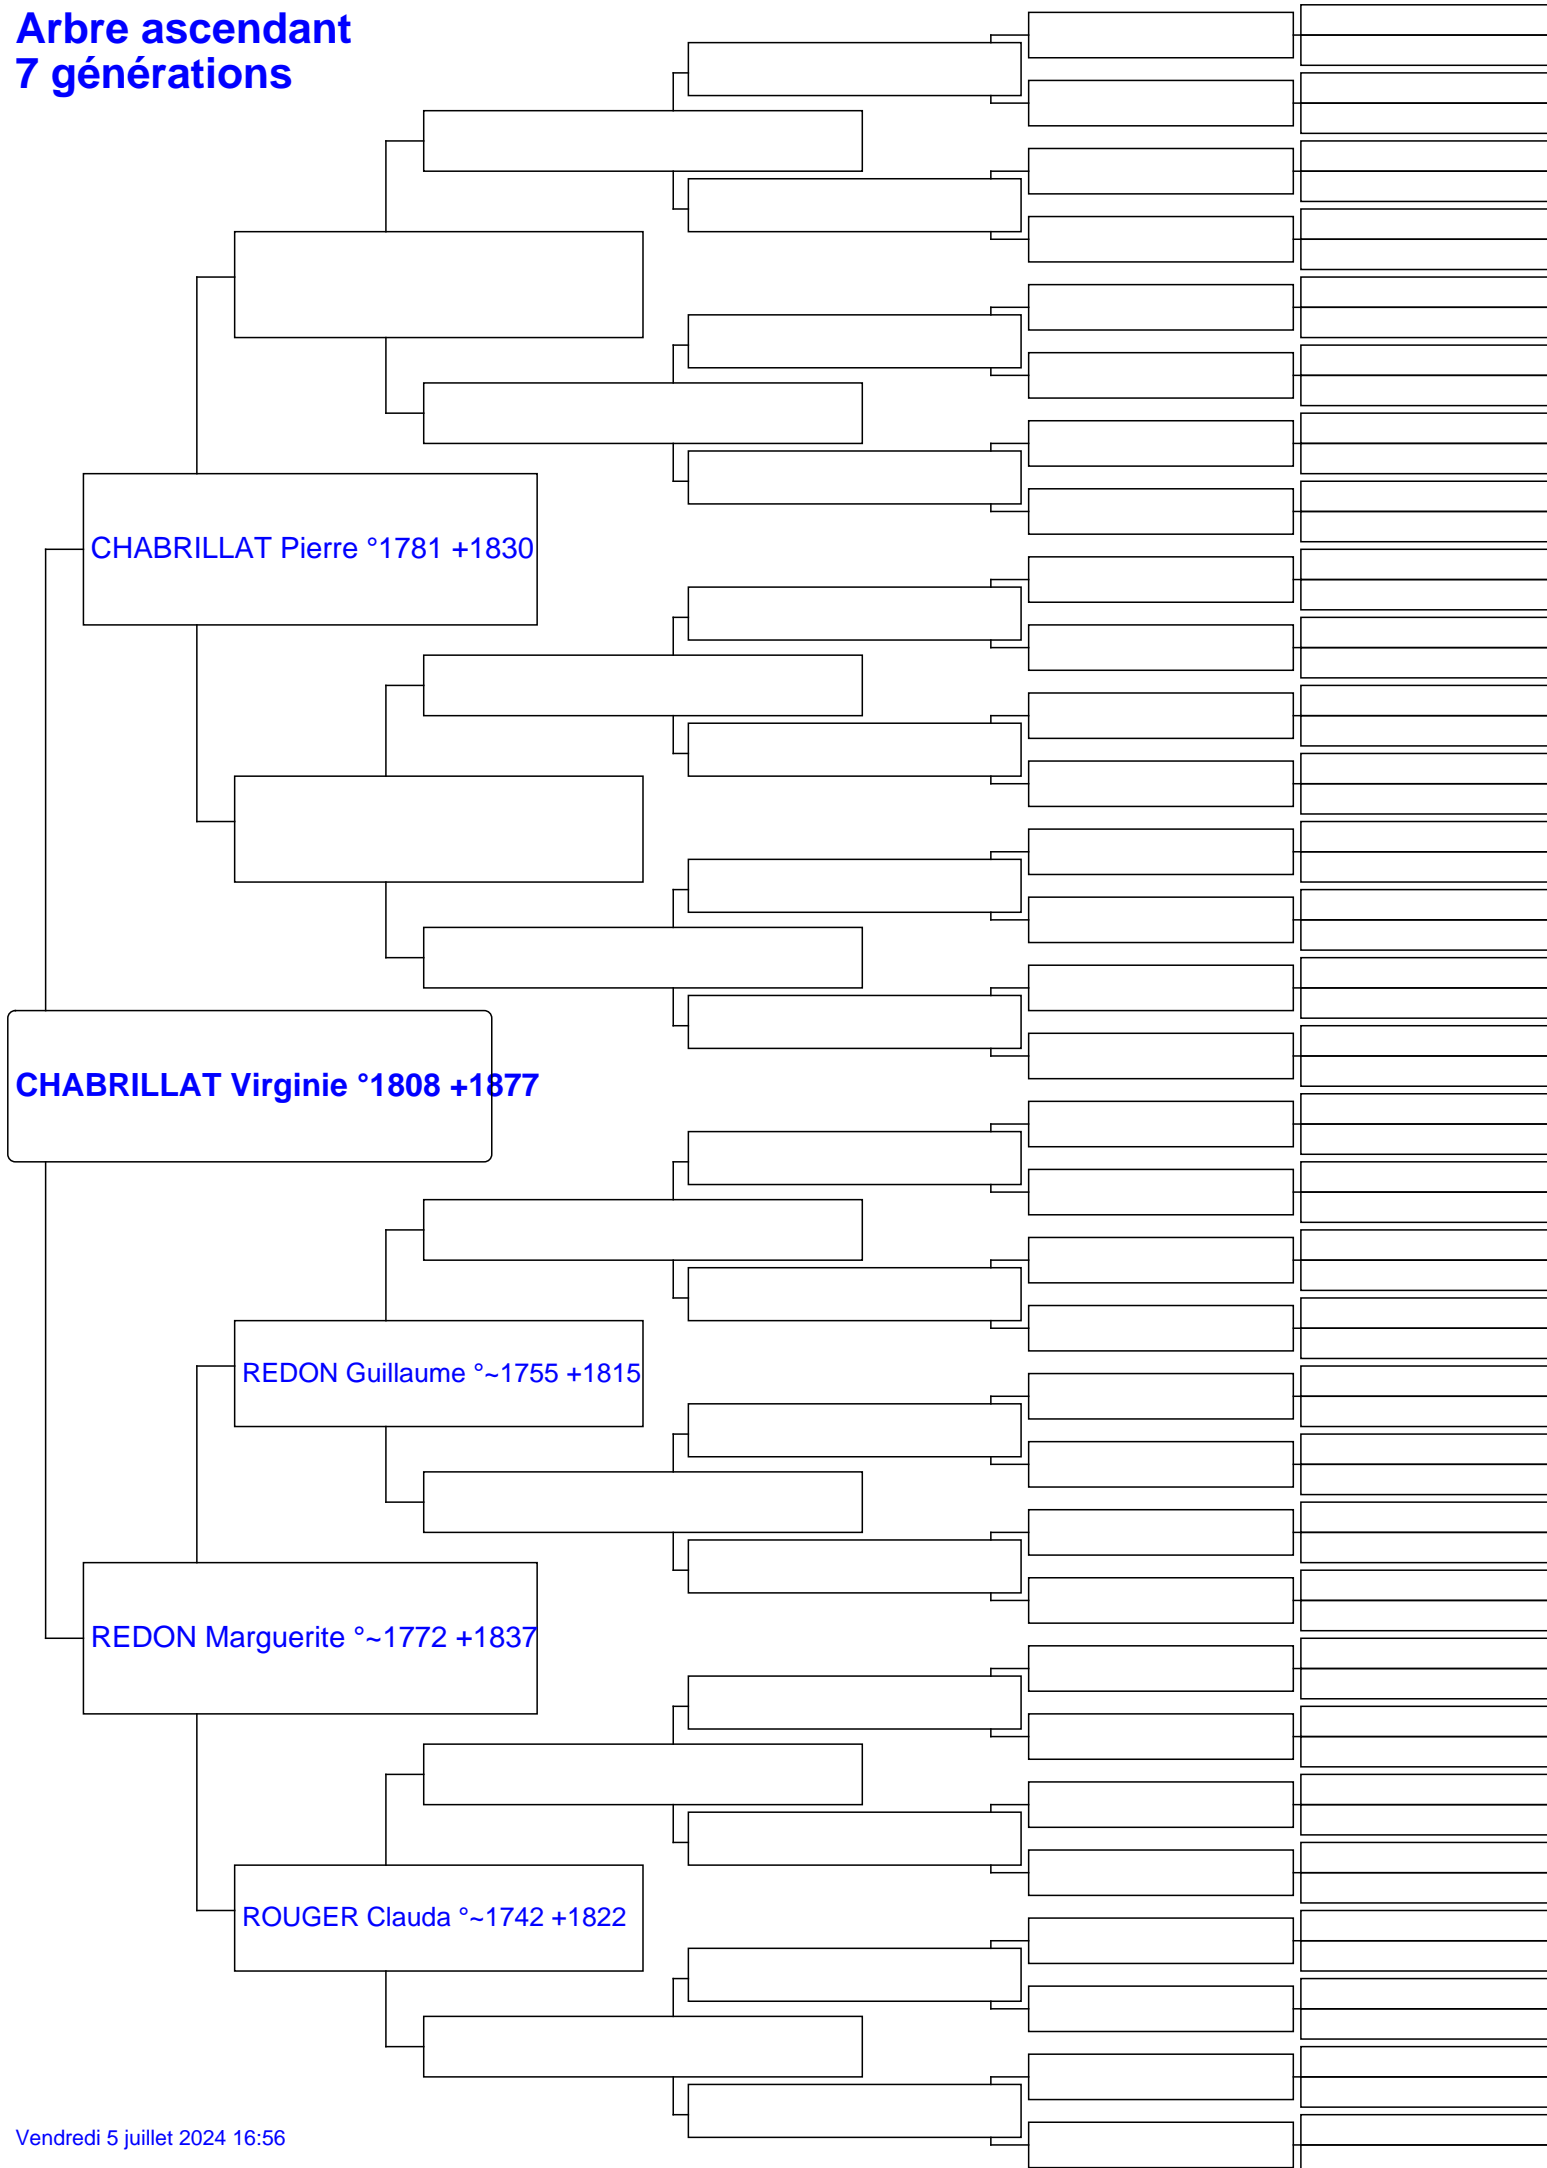 Arbre ascendant
7 générations
CHABRILLAT Pierre °1781 +1830
CHABRILLAT Virginie °1808 +1877
REDON Guillaume °~1755 +1815
REDON Marguerite °~1772 +1837
ROUGER Clauda °~1742 +1822
Vendredi 5 juillet 2024 16:56